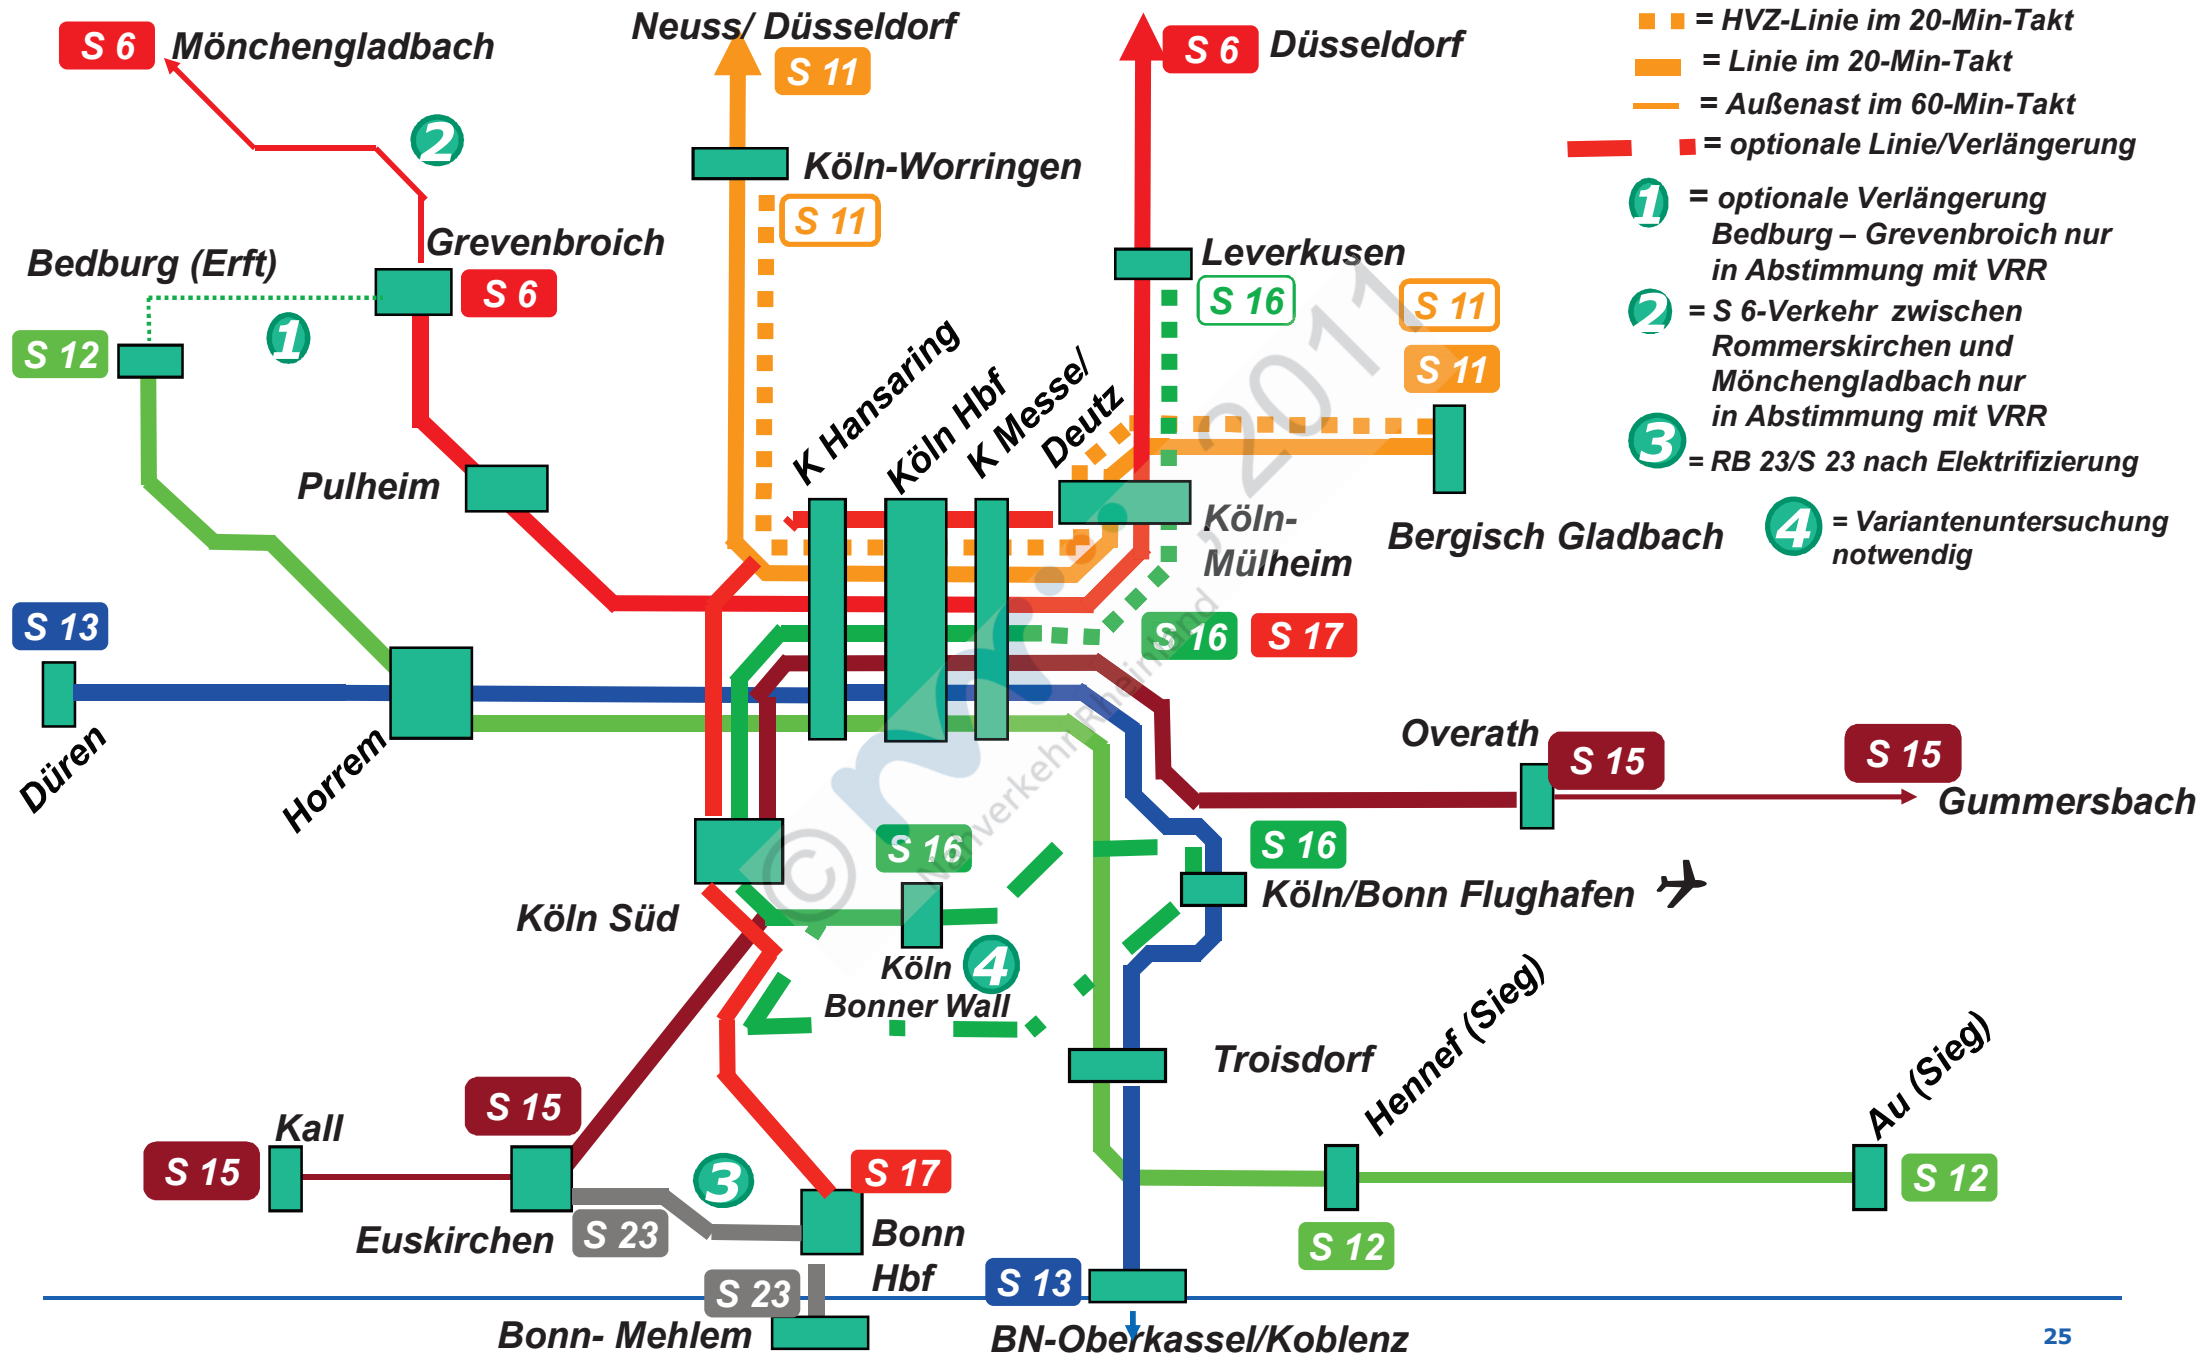 Neuss/ Düsseldorf
S 6 Mönchengladbach
S 11
S 6 Düsseldorf
= HVZ-Linie im 20-Min-Takt
= Linie im 20-Min-Takt
= Außenast im 60-Min-Takt
= optionale Linie/Verlängerung
1 = optionale Verlängerung
Bedburg – Grevenbroich nur
in Abstimmung mit VRR
2 = S 6-Verkehr zwischen
Rommerskirchen und
Mönchengladbach nur
in Abstimmung mit VRR
3 = RB 23/S 23 nach Elektrifizierung
4 = Variantenuntersuchung
notwendig
2
Köln-Worringen
S 11
Grevenbroich
S 6
Bedburg (Erft)
1
S 12
Leverkusen
S 16
S 11
S 11
K Hansaring
Köln Hbf
K Messe/
Deutz
Pulheim
Köln-
Mülheim
Bergisch Gladbach
S 13
S 16 S 17
Düren
Horrem
Overath
S 15
S 15
Gummersbach
S 16
S 16
Köln Süd
Köln/Bonn Flughafen
Köln 4
Bonner Wall
Troisdorf
Hennef (Sieg)
Au (Sieg)
Kall
S 15
S 15
3
S 17
S 12
Euskirchen
S 23
Bonn
Hbf
S 12
S 23
S 13
Bonn- Mehlem
BN-Oberkassel/Koblenz
25
© nvr, 2011
Nahverkehr Rheinland